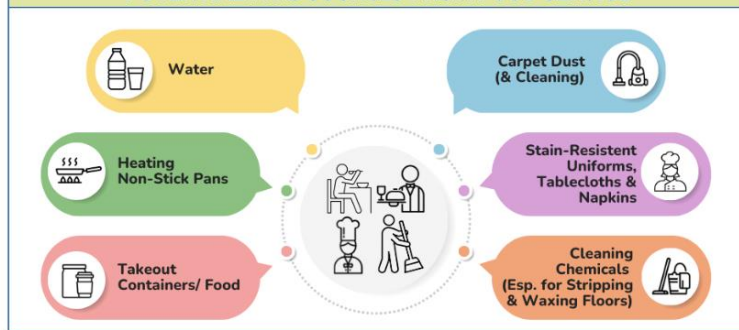 Water
Heating
Non-Stick Pans
Takeout
Containers/ Food
Carpet Dust
(& Cleaning)
Stain-Resistent
Uniforms,
Tablecloths &
Napkins
Cleaning
Chemicals
(Esp. for Stripping
& Waxing Floors)